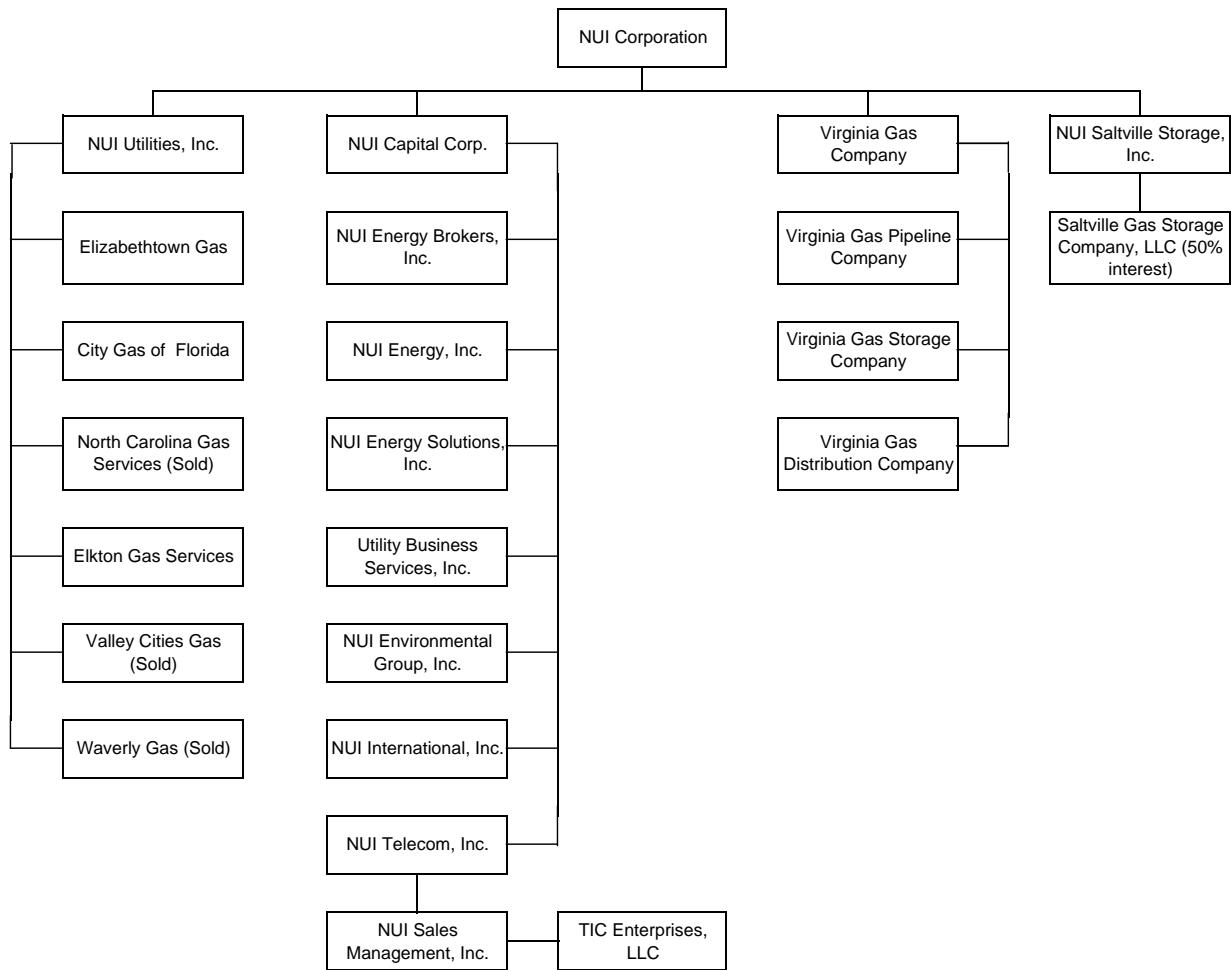 NUI Corporation
NUI Utilities, Inc.
NUI Capital Corp.
Virginia Gas
Company
NUI Saltville Storage,
Inc.
Elizabethtown Gas
NUI Energy Brokers,
Inc.
Virginia Gas Pipeline
Company
Saltville Gas Storage
Company, LLC (50%
interest)
City Gas of Florida
NUI Energy, Inc.
Virginia Gas Storage
Company
North Carolina Gas
Services (Sold)
NUI Energy Solutions,
Inc.
Virginia Gas
Distribution Company
Elkton Gas Services
Utility Business
Services, Inc.
Valley Cities Gas
(Sold)
NUI Environmental
Group, Inc.
Waverly Gas (Sold)
NUI International, Inc.
NUI Telecom, Inc.
NUI Sales
Management, Inc.
TIC Enterprises,
LLC